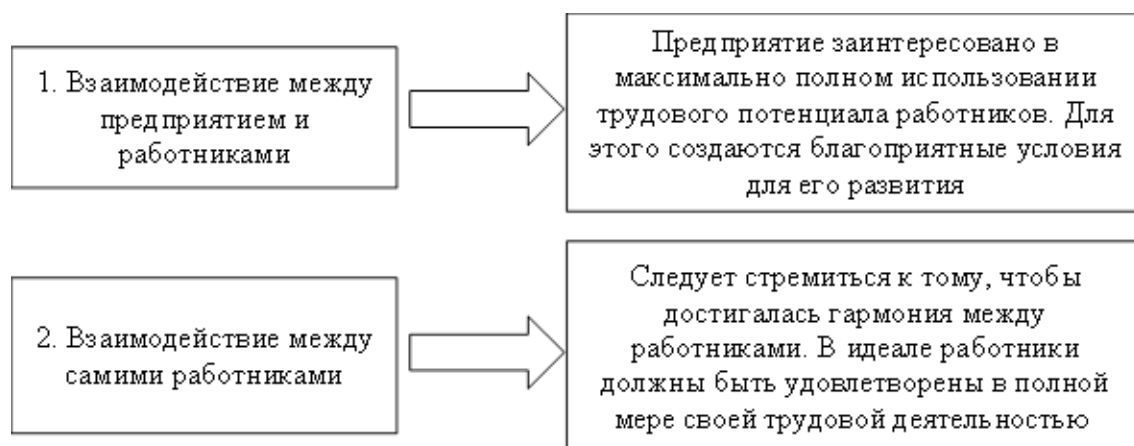 1. Взаимодействие между
предприятием и
работниками
Предприятие заинтересовано в
максимально полном использовании
трудового потенциала работников. Для
этого создаются благоприятные условия
для его развития
2. Взаимодействие между
самими работниками
Следует стремиться к тому, чтобы
достигалась гармония между
работниками. В идеале работники
должны быть удовлетворены в полной
мере своей трудовой деятельностью